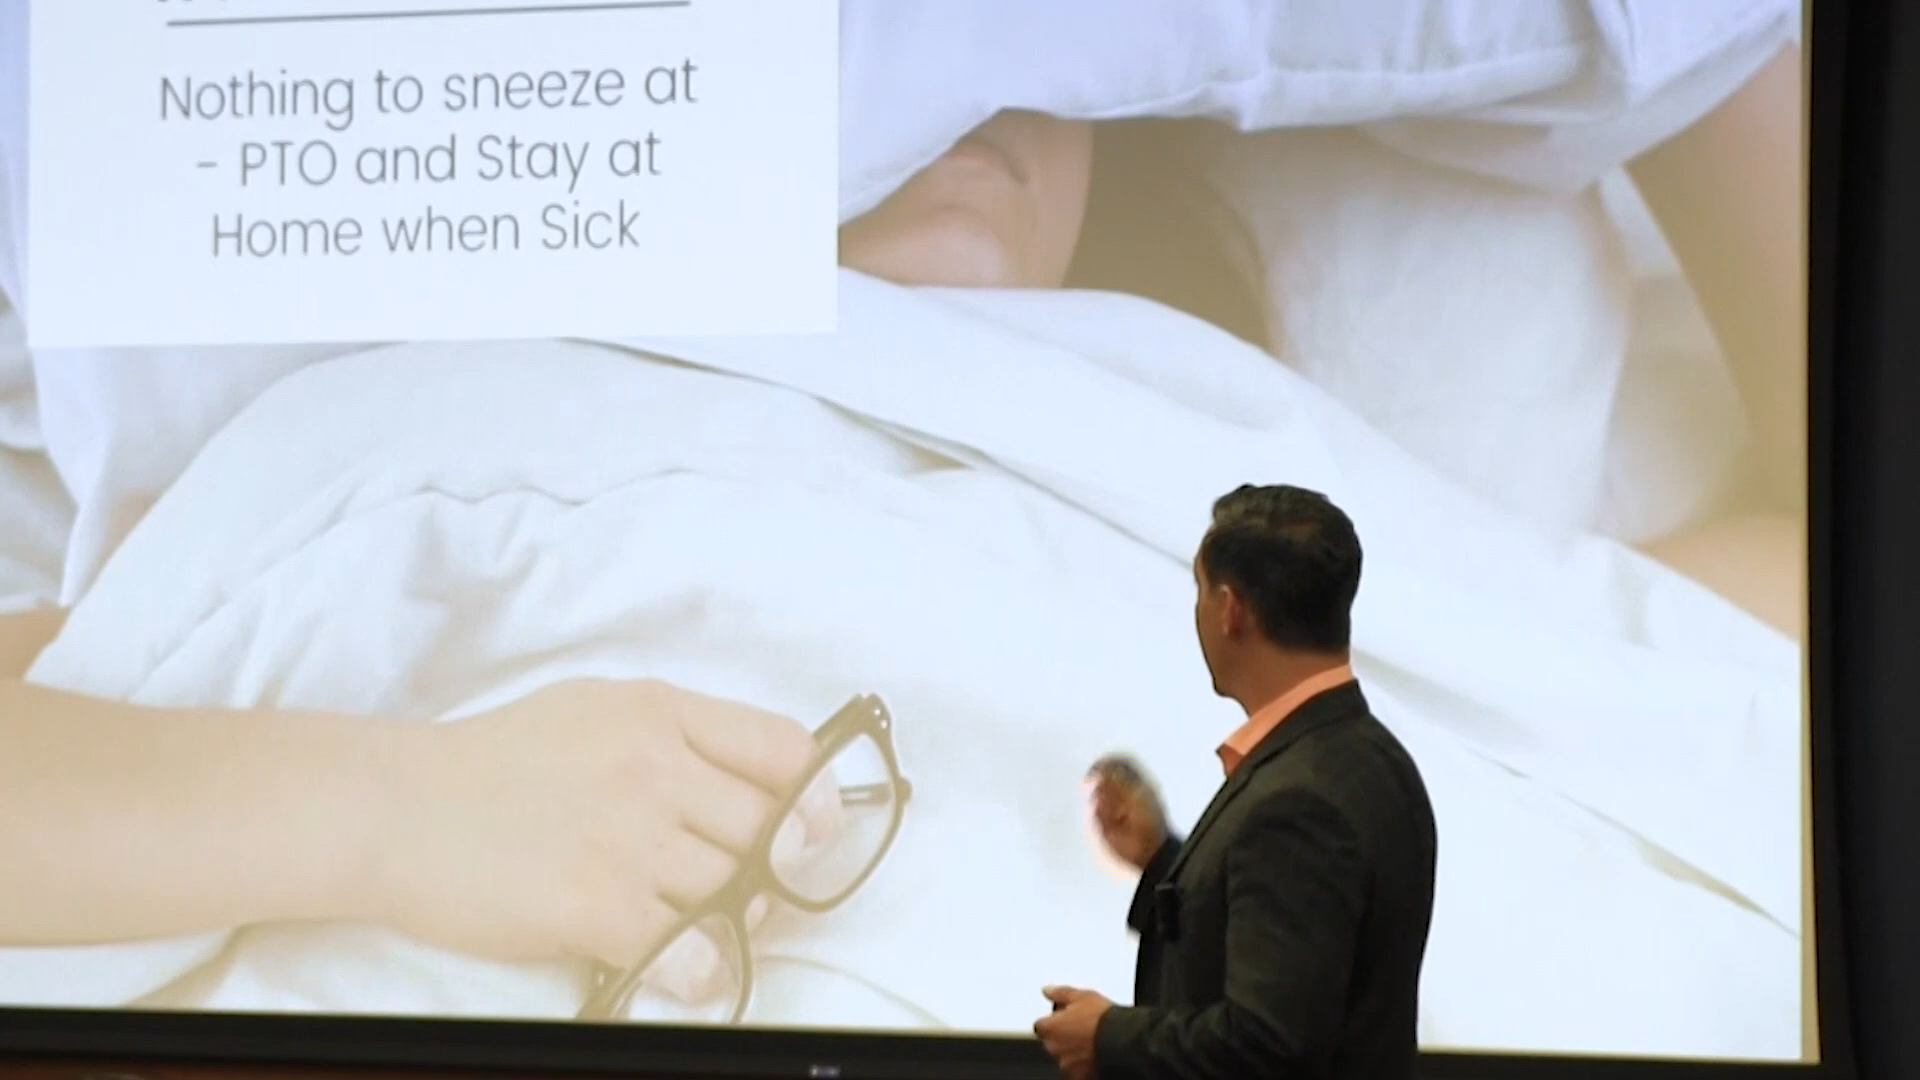 Nothing to sneeze at
- PTO and Stay at
Home when Sick